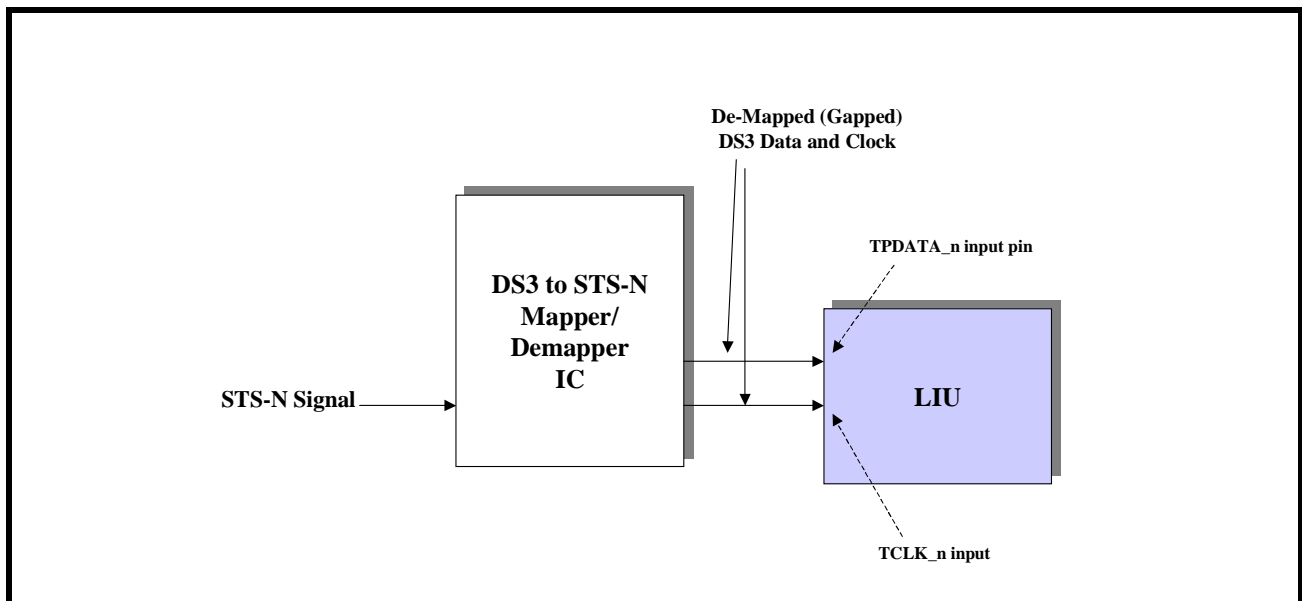 De-Mapped (Gapped)
DS3 Data and Clock
TPDATA_n input pin
DS3 to STS-N
Mapper/
Demapper
IC
STS-N Signal
LIU
TCLK_n input